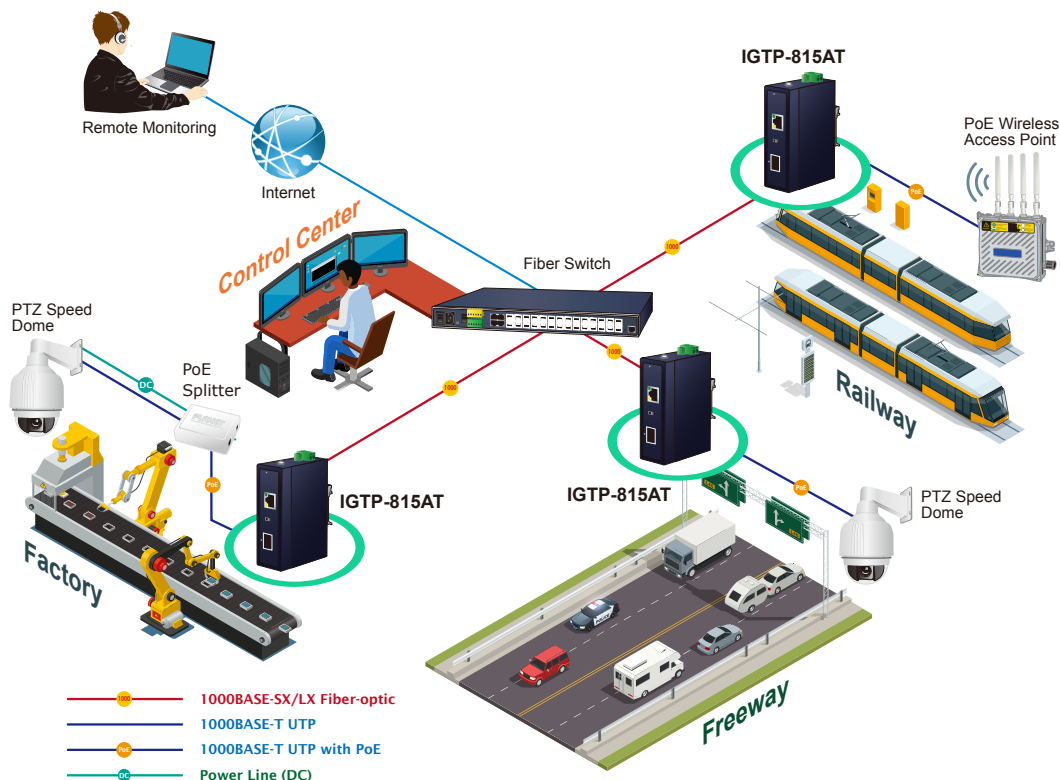 IGTP-815AT
PoE Wireless
Access Point
Remote Monitoring
Internet
PoE
Control Center
1000
Fiber Switch
PTZ Speed
Dome
PoE
Splitter
DC
1000
1000
Railway
PLANET
PoE
IGTP-815AT
IGTP-815AT
PoE
PTZ Speed
Dome
Factory
Freeway
1000
1000BASE-SX/LX Fiber-optic
1000BASE-T UTP
PoE
1000BASE-T UTP with PoE
DC
Power Line (DC)